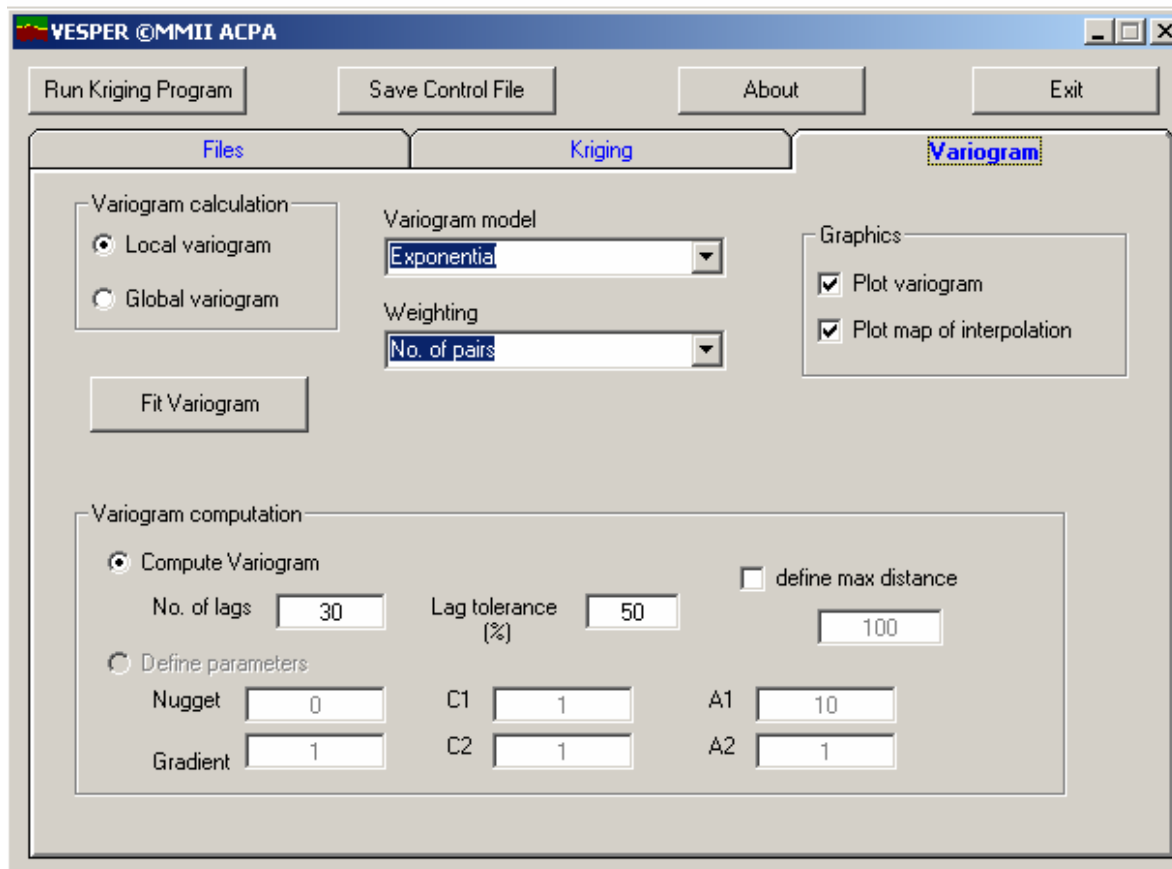 VESPER ©MMII ACPA
Run Kriging Program Save Control File About Exit
Files Kriging Variogram
Variogram calculation
Local variogram
Global variogram
Variogram model
Exponential
Weighting
No. of pairs
Graphics
Plot variogram
Plot map of interpolation
Fit Variogram
Variogram computation
Compute Variogram
No. of lags 30 Lag tolerance (%) 50
define max distance
100
Define parameters
Nugget 0 C1 1 A1 10
Gradient 1 C2 1 A2 1